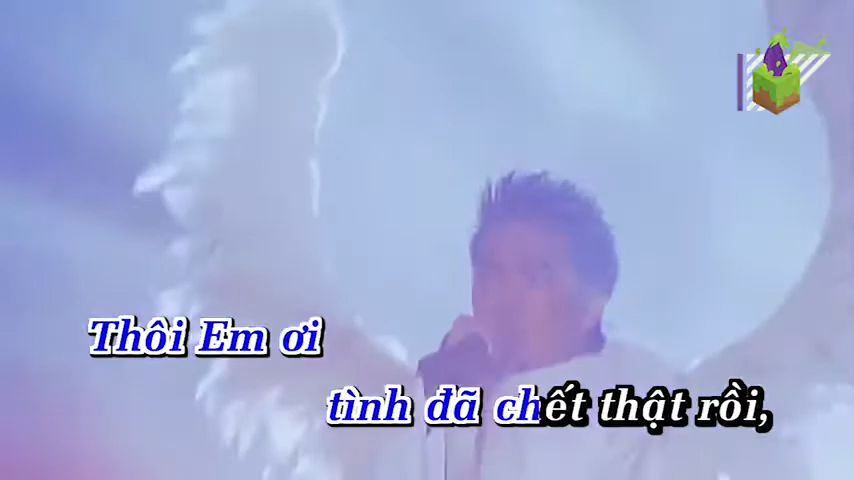 Thôi Em ơi
tình đã chết thật rồi,